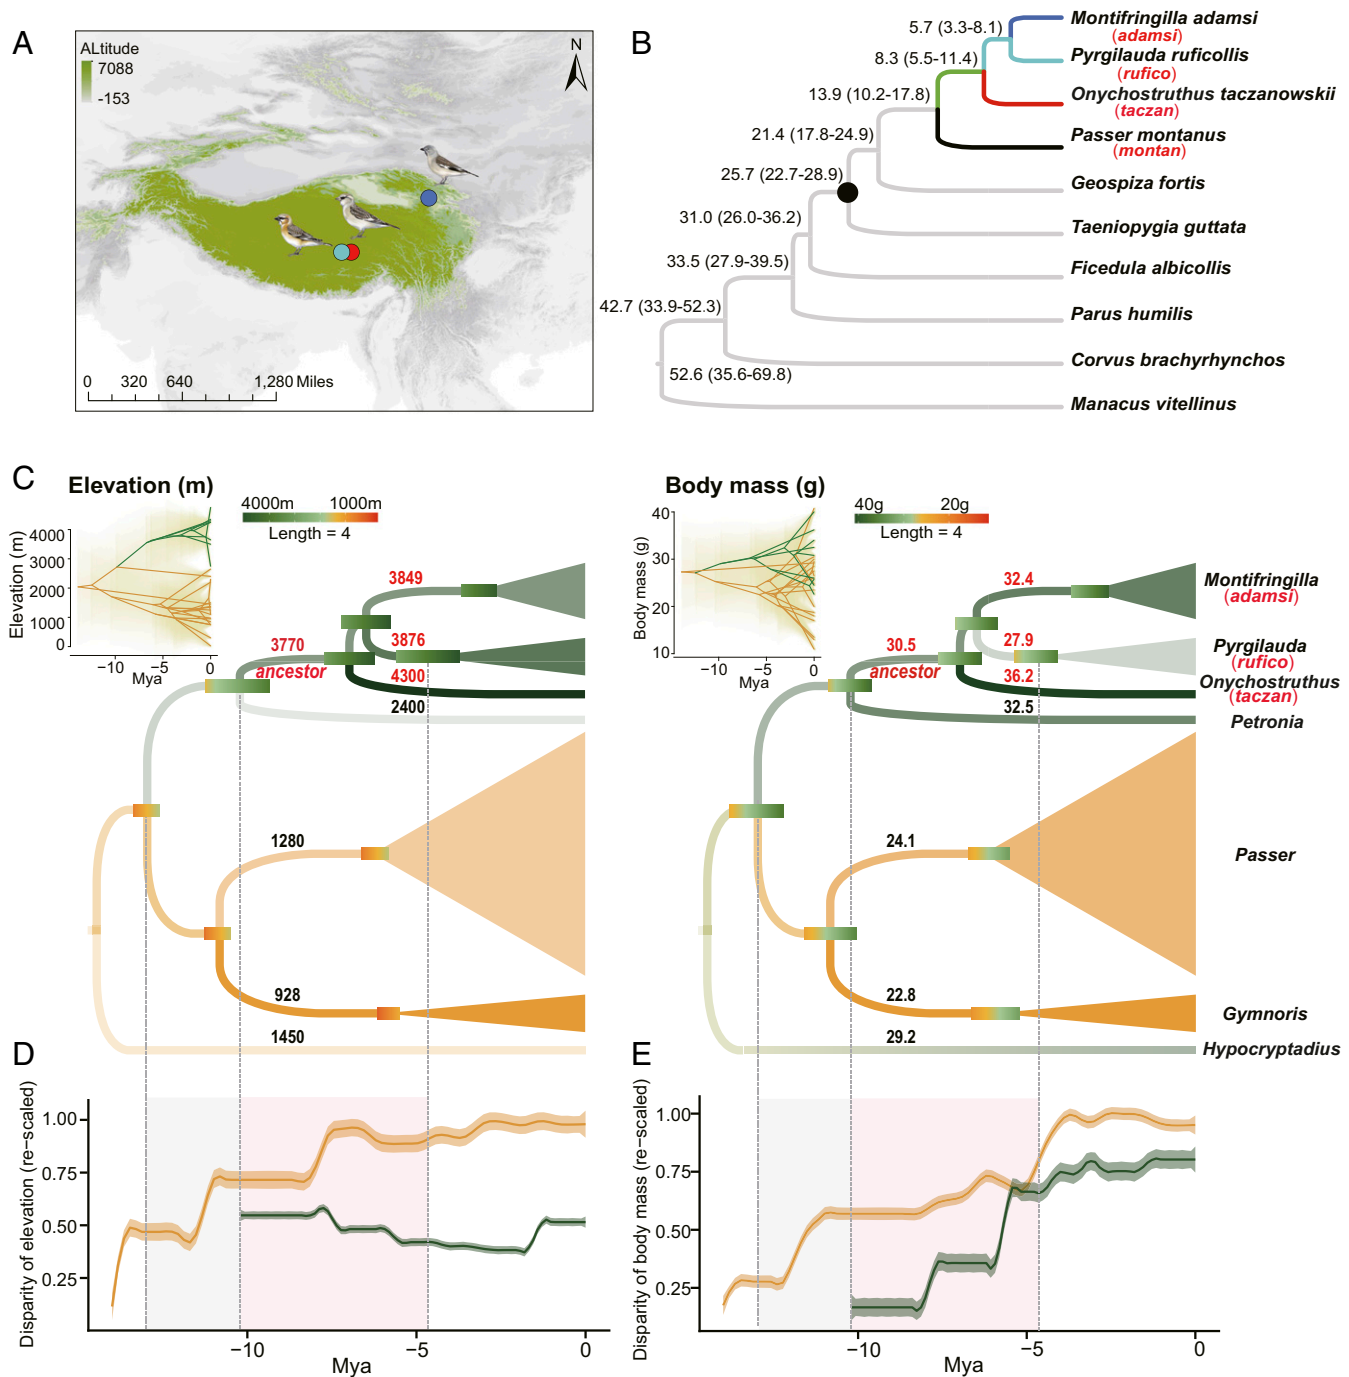 A
ALtitude
7088
-153
N
0 320 640 1,280 Miles
B
5.7 (3.3-8.1)
8.3 (5.5-11.4)
13.9 (10.2-17.8)
21.4 (17.8-24.9)
25.7 (22.7-28.9)
31.0 (26.0-36.2)
33.5 (27.9-39.5)
42.7 (33.9-52.3)
52.6 (35.6-69.8)
Montifringilla adamsi
(adamsi)
Pyrgilauda ruficollis
(rufico)
Onychostruthus taczanowskii
(taczan)
Passer montanus
(montan)
Geospiza fortis
Taeniopygia guttata
Ficedula albicollis
Parus humilis
Corvus brachyrhynchos
Manacus vitellinus
C
Elevation (m)
4000m 1000m
Length = 4
Elevation (m)
4000
3000
2000
1000
0
−10 −5 0
Mya
3849
3770
ancestor
3876
4300
2400
1280
928
1450
Body mass (g)
40g 20g
Length = 4
Body mass (g)
40
30
20
10
−10 −5 0
Mya
32.4
30.5
ancestor
27.9
36.2
32.5
24.1
22.8
29.2
Montifringilla
(adamsi)
Pyrgilauda
(rufico)
Onychostruthus
(taczan)
Petronia
Passer
Gymnoris
Hypocryptadius
D
Disparity of elevation (re−scaled)
1.00
0.75
0.50
0.25
−10 −5 0
Mya
E
Disparity of body mass (re−scaled)
1.00
0.75
0.50
0.25
−10 −5 0
Mya